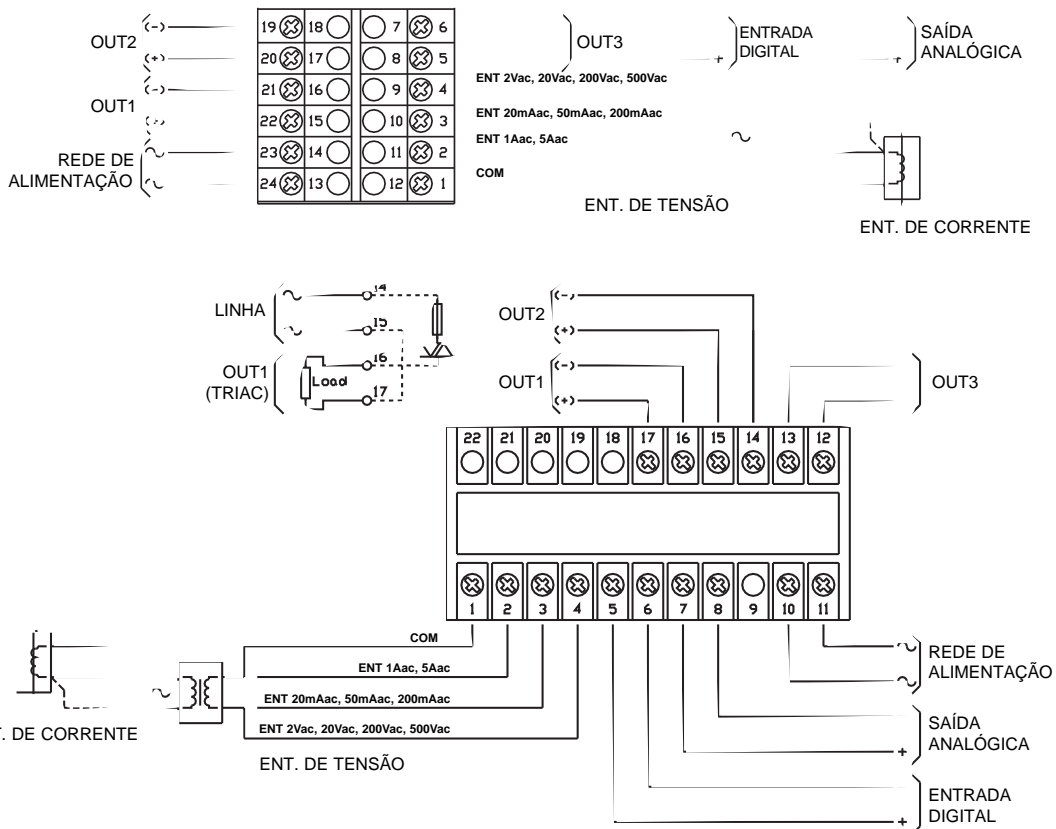 OUT2
(-)
(+)
OUT1
(-)
REDE DE
ALIMENTAÇÃO
19 18 7 6
20 17 8 5
21 16 9 4
22 15 10 3
23 14 11 2
24 13 12 1
OUT3
ENTRADA
DIGITAL
+
SAÍDA
ANALÓGICA
+
ENT 2Vac, 20Vac, 200Vac, 500Vac
ENT 20mAac, 50mAac, 200mAac
ENT 1Aac, 5Aac
COM
ENT. DE TENSÃO
ENT. DE CORRENTE
LINHA
14
15
OUT1
(TRIAC)
Load
16
17
OUT2
(-)
(+)
OUT1
(-)
(+)
OUT3
22 21 20 19 18 17 16 15 14 13 12
1 2 3 4 5 6 7 8 9 10 11
COM
ENT 1Aac, 5Aac
ENT 20mAac, 50mAac, 200mAac
ENT 2Vac, 20Vac, 200Vac, 500Vac
T. DE CORRENTE
ENT. DE TENSÃO
REDE DE
ALIMENTAÇÃO
SAÍDA
ANALÓGICA
+
ENTRADA
DIGITAL
+